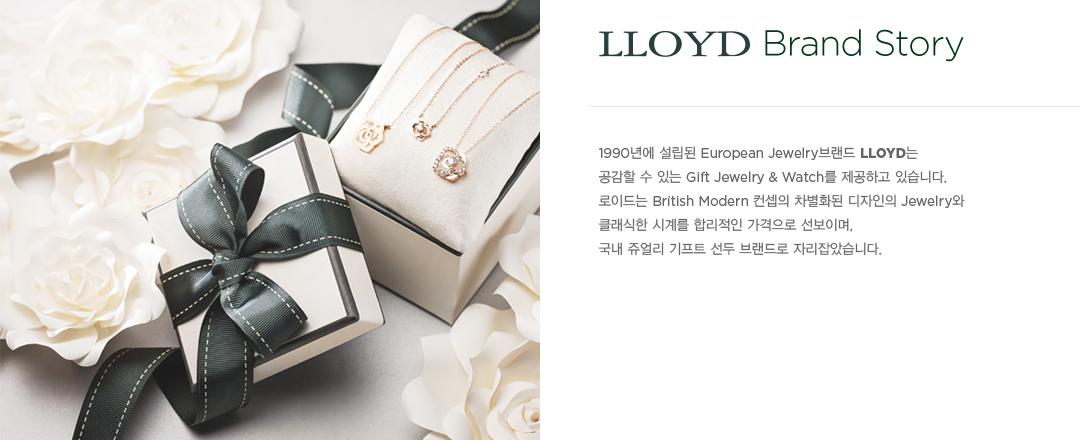 LLOYD Brand Story
1990년에 설립된 European Jewelry브랜드 LLOYD는
공감할 수 있는 Gift Jewelry & Watch를 제공하고 있습니다.
로이드는 British Modern 컨셉의 차별화된 디자인의 Jewelry와
클래식한 시계를 합리적인 가격으로 선보이며,
국내 쥬얼리 기프트 선두 브랜드로 자리잡았습니다.